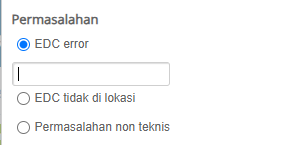 Permasalahan
EDC error
EDC tidak di lokasi
Permasalahan non teknis